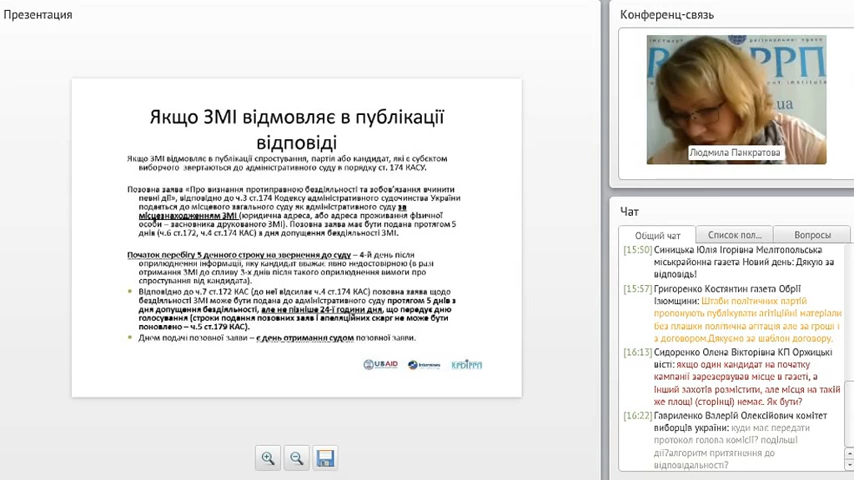 Презентация
Якщо ЗМІ відмовляє в публікації
відповіді
Якщо ЗМІ відмовляє в публікації спростування, партія або кандидат, які є субєктом
виборчого звертаються до адміністративного суду в порядку ст. 174 КАСУ.
Позовна заява «Про визнання протиправною бездіяльності та зобов'язання вчинити
певні дії», відповідно до ч.3 ст.174 Кодексу адміністративного судочинства України
подається до місцевого загального суду як адміністративного суду за
місцезнаходженням ЗМІ (юридична адреса, або адреса проживання фізичної
особи – засновника друкованого ЗМІ). Позовна заява має бути подана протягом 5
днів (ч.6 ст.172, ч.4 ст.174 КАС) з дня допущення бездіяльності ЗМІ.
Початок перебігу 5 денного строку на звернення до суду – 4-й день після
оприлюднення інформації, яку кандидат вважає явно недостовірною (в разі
отримання ЗМІ до спливу 3-х днів після такого оприлюднення вимоги про
спростування від кандидата).
Відповідно до ч.7 ст.172 КАС (до неї відсилає ч.4 ст.174 КАС) позовна заява щодо
бездіяльності ЗМІ може бути подана до адміністративного суду протягом 5 днів з
дня допущення бездіяльності, але не пізніше 24-ї години дня, що передує дню
голосування (строки подання позовних заяв і апеляційних скарг не може бути
поновлено – ч.5 ст.179 КАС).
Днем подачі позовної заяви – є день отримання судом позовної заяви.
USAID
Internews
ІРРП
Конференц-связь
Людмила Панкратова
Чат
Общий чат Список пол... Вопросы
[15:50] Синицька Юлія Ігорівна Мелітопольська
міськрайонна газета Новий день: Дякую за
відповідь!
[15:57] Григоренко Костянтин газета Обрії
Ізюмщини: Штаби політичних партій
пропонують публікувати агітіційні матеріали
без плашки політична агітація але за гроші і
з договором.Дякуємо за шаблон договору.
[16:13] Сидоренко Олена Вікторівна КП Оржицькі
вісті: якщо один кандидат на початку
кампанії зарезервував місце в газеті, а
інший захотів розмістити, але місця на такій
же площі (сторінці) немає. Як бути?
[16:22] Гавриленко Валерій Олексійович комітет
виборців україни: куди має передати
протокол голова комісії? подільші
дії?алгоритм притягнення до
відповідальності?